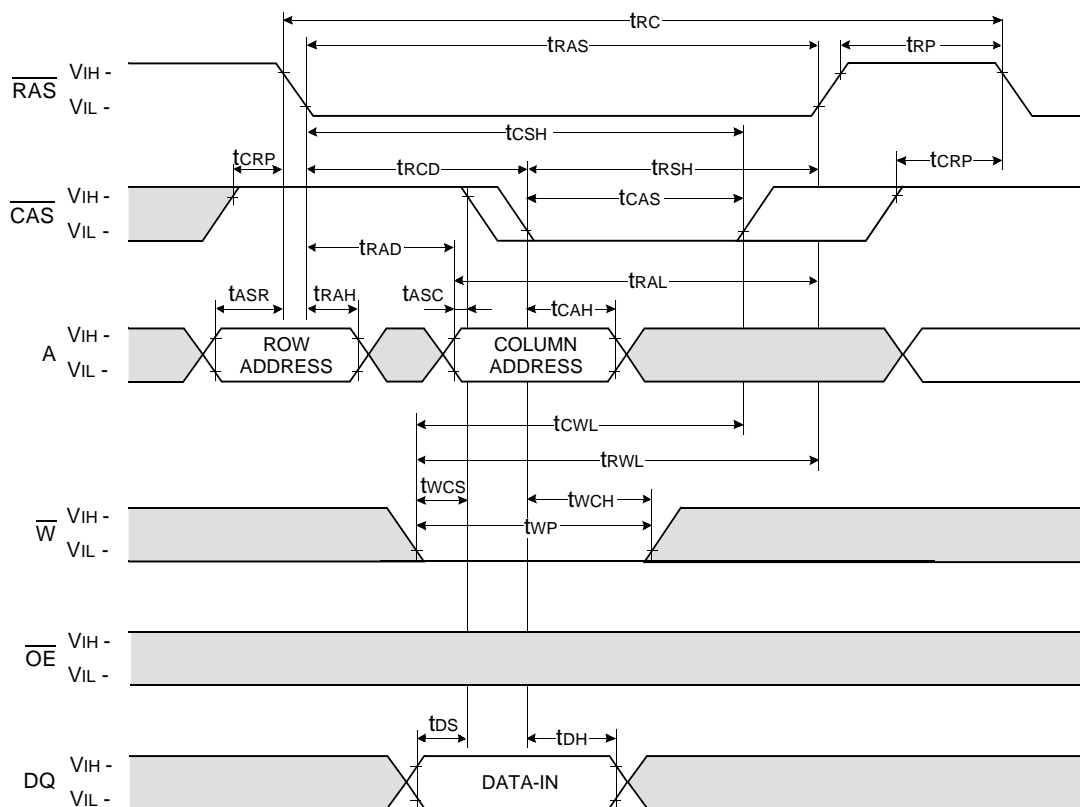 tRC
tRAS
tRP
RAS
VIH -
VIL -
tCSH
tCRP
tRCD
tRSH
tCRP
CAS
VIH -
VIL -
tCAS
tRAD
tRAL
tASR
tRAH
tASC
tCAH
A
VIH -
VIL -
ROW
ADDRESS
COLUMN
ADDRESS
tCWL
tRWL
tWCS
tWCH
W
VIH -
VIL -
tWP
OE
VIH -
VIL -
tDS
tDH
DQ
VIH -
VIL -
DATA-IN